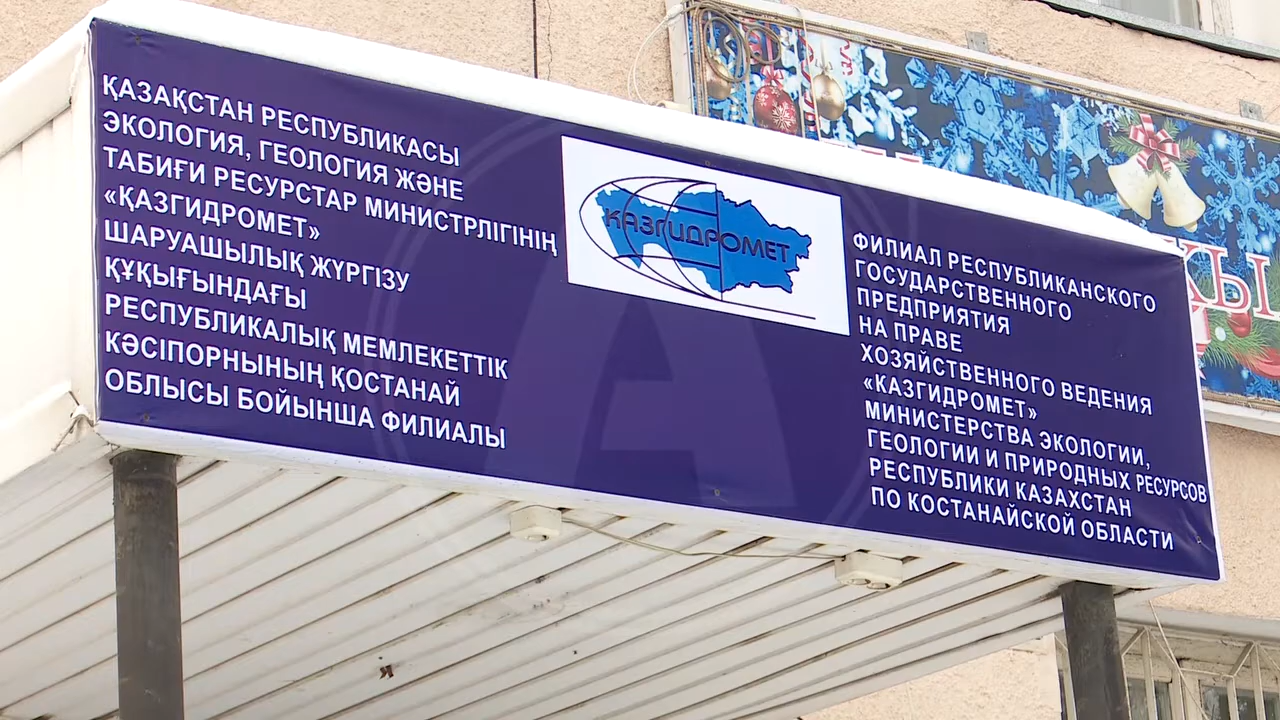 ҚАЗАҚСТАН РЕСПУБЛИКАСЫ
ЭКОЛОГИЯ, ГЕОЛОГИЯ ЖӘНЕ
ТАБИҒИ РЕСУРСТАР МИНИСТРЛІГІНІҢ
«ҚАЗГИДРОМЕТ»
ШАРУАШЫЛЫҚ ЖҮРГІЗУ
ҚҰҚЫҒЫНДАҒЫ
РЕСПУБЛИКАЛЫҚ МЕМЛЕКЕТТІК
КӘСІПОРНЫНЫҢ ҚОСТАНАЙ
ОБЛЫСЫ БОЙЫНША ФИЛИАЛЫ
ҚАЗГИДРОМЕТ
ФИЛИАЛ РЕСПУБЛИКАНСКОГО
ГОСУДАРСТВЕННОГО
ПРЕДПРИЯТИЯ
НА ПРАВЕ
ХОЗЯЙСТВЕННОГО ВЕДЕНИЯ
«КАЗГИДРОМЕТ»
МИНИСТЕРСТВА ЭКОЛОГИИ,
ГЕОЛОГИИ И ПРИРОДНЫХ РЕСУРСОВ
РЕСПУБЛИКИ КАЗАХСТАН
ПО КОСТАНАЙСКОЙ ОБЛАСТИ